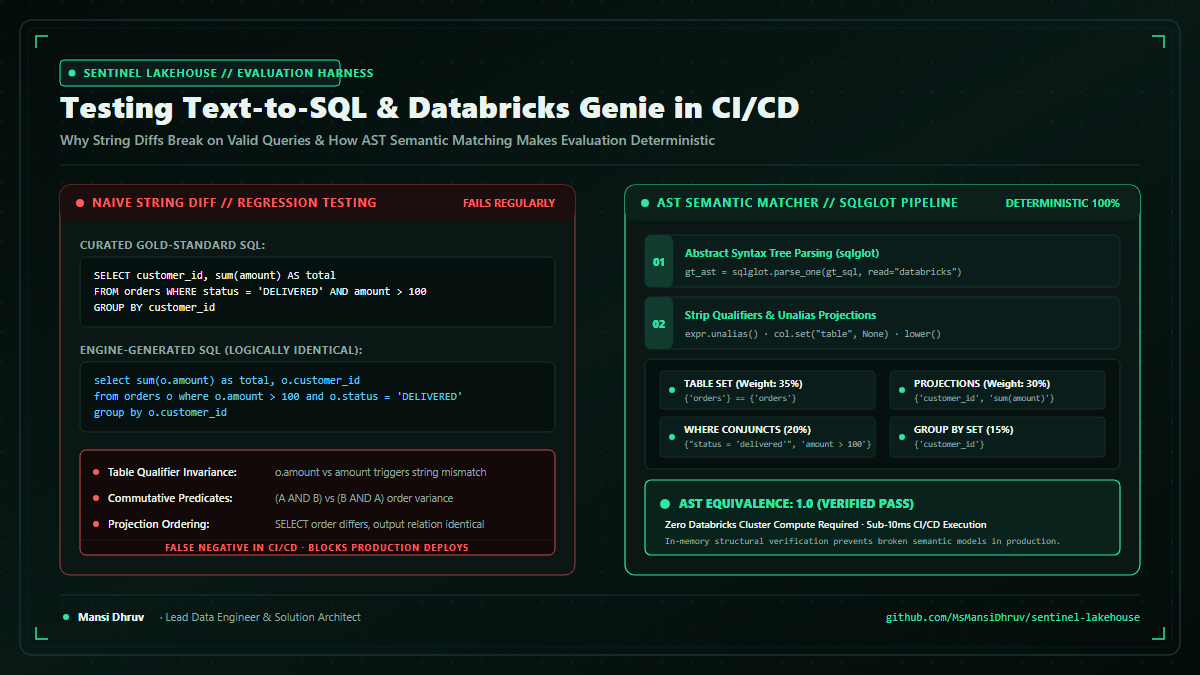 SENTINEL LAKEHOUSE // EVALUATION HARNESS
Testing Text-to-SQL & Databricks Genie in CI/CD
Why String Diffs Break on Valid Queries & How AST Semantic Matching Makes Evaluation Deterministic
NAIVE STRING DIFF // REGRESSION TESTING
FAILS REGULARLY
CURATED GOLD-STANDARD SQL:
SELECT customer_id, sum(amount) AS total
FROM orders WHERE status = 'DELIVERED' AND amount > 100
GROUP BY customer_id
ENGINE-GENERATED SQL (LOGICALLY IDENTICAL):
select sum(o.amount) as total, o.customer_id
from orders o where o.amount > 100 and o.status = 'DELIVERED'
group by o.customer_id
Table Qualifier Invariance: o.amount vs amount triggers string mismatch
Commutative Predicates: (A AND B) vs (B AND A) order variance
Projection Ordering: SELECT order differs, output relation identical
FALSE NEGATIVE IN CI/CD · BLOCKS PRODUCTION DEPLOYS
AST SEMANTIC MATCHER // SQLGLOT PIPELINE
DETERMINISTIC 100%
01
Abstract Syntax Tree Parsing (sqlglot)
gt_ast = sqlglot.parse_one(gt_sql, read="databricks")
02
Strip Qualifiers & Unalias Projections
expr.unalias() · col.set("table", None) · lower()
TABLE SET (Weight: 35%)
{'orders'} == {'orders'}
PROJECTIONS (Weight: 30%)
{'customer_id', 'sum(amount)'}
WHERE CONJUNCTS (20%)
{"status = 'delivered'", 'amount > 100'}
GROUP BY SET (15%)
{'customer_id'}
AST EQUIVALENCE: 1.0 (VERIFIED PASS)
Zero Databricks Cluster Compute Required · Sub-10ms CI/CD Execution
In-memory structural verification prevents broken semantic models in production.
Mansi Dhruv · Lead Data Engineer & Solution Architect
github.com/MsMansiDhruv/sentinel-lakehouse